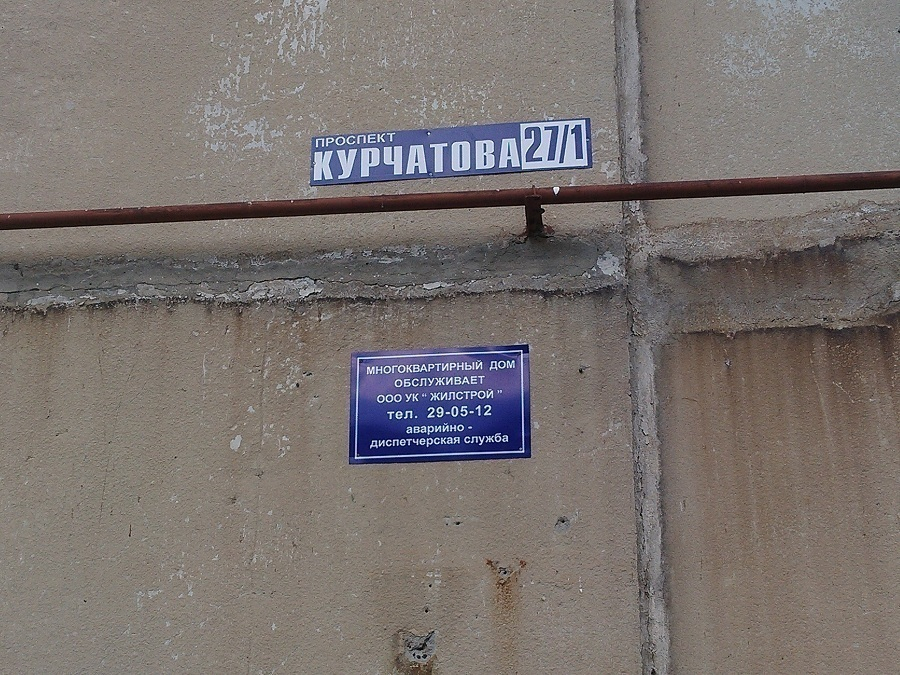 ПРОСПЕКТ
КУРЧАТОВА 27/1
МНОГОКВАРТИРНЫЙ ДОМ
ОБСЛУЖИВАЕТ
ООО УК “ ЖИЛСТРОЙ ”
тел. 29-05-12
аварийно -
диспетчерская служба